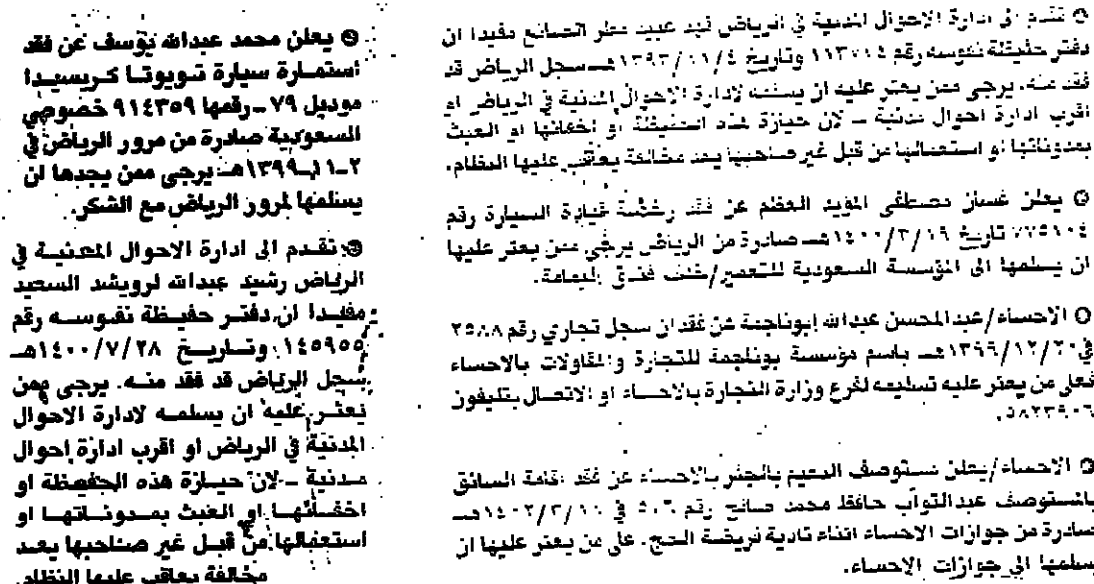 تقدم الى ادارة الاحوال المدنية في الرياض فهد عبيد مطر الصانع مفيدا ان
دفتر حفيظة نفوسه رقم ١١٣٧٠٤ وتاريخ ١٣٩٣/٠١/٤هـ سجل الرياض قد
فقد منه. يرجى ممن يعثر عليه ان يسلمه لادارة الاحوال المدنية في الرياض او
اقرب ادارة احوال مدنية ـ لان حيازة هذه الحفيظة او اخفائها او العبث
بمدوناتها او استعمالها من قبل غير صاحبها يعد مخالفة يعاقب عليها النظام.
يعلن غسان مصطفى المؤيد العظم عن فقد رخصة قيادة السيارة رقم
٧٧٥١٠٤ تاريخ ١٤٠٠/٣/١٩هـ صادرة من الرياض يرجى ممن يعثر عليها
ان يسلمها الى المؤسسة السعودية للتعمير/خلف فندق اليمامة.
الاحساء/عبدالمحسن عبدالله ابوناجمة عن فقدان سجل تجاري رقم ٢٥٨٨
في ١٣٩٩/١٢/٢٠هـ باسم مؤسسة بوناجمة للتجارة والمقاولات بالاحساء
فعلى من يعثر عليه تسليمه لفرع وزارة التجارة بالاحساء او الاتصال بتليفون
٥٨٢٣٩٠٦.
الاحساء/يعلن مستوصف النعيم بالجفر بالاحساء عن فقد اقامة السائق
بالمستوصف عبدالتواب حافظ محمد صالح رقم ٥٠٦ في ١٤٠٢/٣/١٠هـ
صادرة من جوازات الاحساء اثناء تادية فريضة الحج. على من يعثر عليها ان
يسلمها الى جوازات الاحساء.
يعلن محمد عبدالله يوسف عن فقد
استمارة سيارة تويوتا كريسيدا
موديل ٧٩ ـ رقمها ٩١٤٣٥٩ خصوصي
السعودية صادرة من مرور الرياض في
٢ـ١١ـ١٣٩٩هـ يرجى ممن يجدها ان
يسلمها لمرور الرياض مع الشكر.
تقدم الى ادارة الاحوال المدنية في
الرياض رشيد عبدالله لرويشد السعيد
مفيدا ان دفتر حفيظة نفوسه رقم
١٤٥٩٥٥ وتاريخ ١٤٠٠/٧/٢٨هـ
سجل الرياض قد فقد منه. يرجى ممن
يعثر عليه ان يسلمه لادارة الاحوال
المدنية في الرياض او اقرب ادارة احوال
مدنية ـ لان حيازة هذه الحفيظة او
اخفائها او العبث بمدوناتها او
استعمالها من قبل غير صاحبها يعد
مخالفة يعاقب عليها النظام.